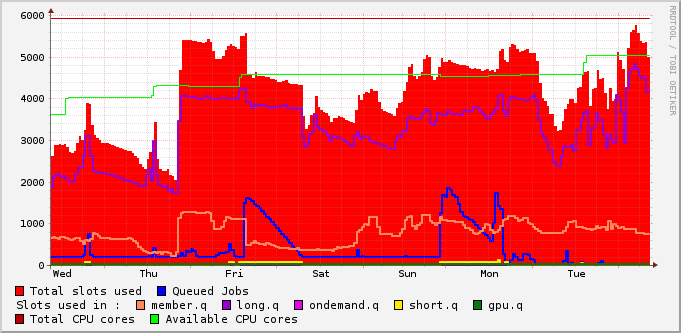 6000
5000
4000
3000
2000
1000
0
Wed Thu Fri Sat Sun Mon Tue
RRDTOOL / TOBI OETIKER
Total slots used Queued Jobs
Slots used in : member.q long.q ondemand.q short.q gpu.q
Total CPU cores Available CPU cores